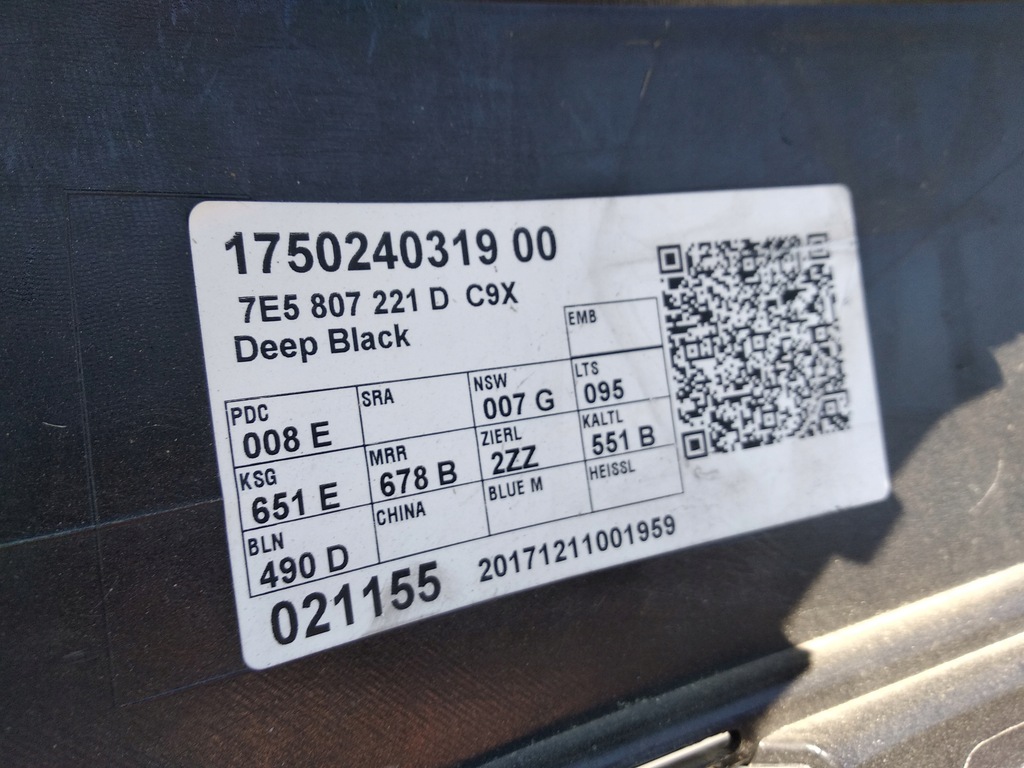 1750240319 00
7E5 807 221 D C9X
Deep Black
EMB
PDC SRA NSW LTS
008 E 007 G 095
KSG MRR ZIERL KALTL
651 E 678 B 2ZZ 551 B
BLN CHINA BLUE M HEISSL
490 D
021155 20171211001959